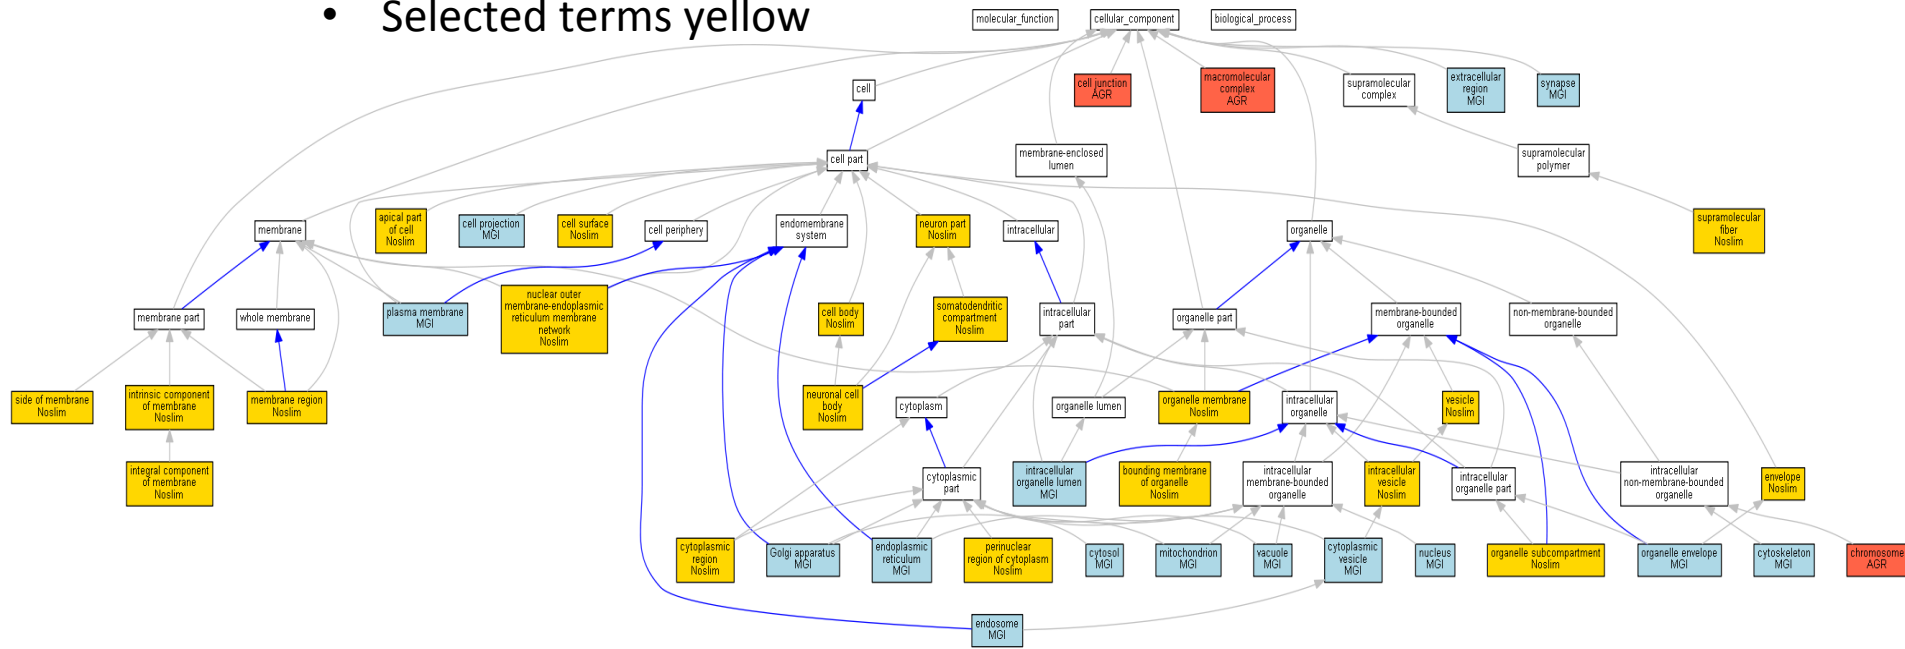 • Selected terms yellow
molecular_function
cellular_component
biological_process
cell
cell junction
AGR
macromolecular
complex
AGR
supramolecular
complex
extracellular
region
MGI
synapse
MGI
cell part
membrane-enclosed
lumen
supramolecular
polymer
membrane
apical part
of cell
Noslim
cell projection
MGI
cell surface
Noslim
cell periphery
endomembrane
system
neuron part
Noslim
intracellular
organelle
supramolecular
fiber
Noslim
membrane part
whole membrane
plasma membrane
MGI
nuclear outer
membrane-endoplasmic
reticulum membrane
network
Noslim
cell body
Noslim
somatodendritic
compartment
Noslim
intracellular
part
organelle part
membrane-bounded
organelle
non-membrane-bounded
organelle
side of membrane
Noslim
intrinsic component
of membrane
Noslim
membrane region
Noslim
neuronal cell
body
Noslim
cytoplasm
organelle lumen
organelle membrane
Noslim
intracellular
organelle
vesicle
Noslim
integral component
of membrane
Noslim
cytoplasmic
part
intracellular
organelle lumen
MGI
bounding membrane
of organelle
Noslim
intracellular
membrane-bounded
organelle
intracellular
vesicle
Noslim
intracellular
organelle part
intracellular
non-membrane-bounded
organelle
envelope
Noslim
cytoplasmic
region
Noslim
Golgi apparatus
MGI
endoplasmic
reticulum
MGI
perinuclear
region of cytoplasm
Noslim
cytosol
MGI
mitochondrion
MGI
vacuole
MGI
cytoplasmic
vesicle
MGI
nucleus
MGI
organelle subcompartment
Noslim
organelle envelope
MGI
cytoskeleton
MGI
chromosome
AGR
endosome
MGI